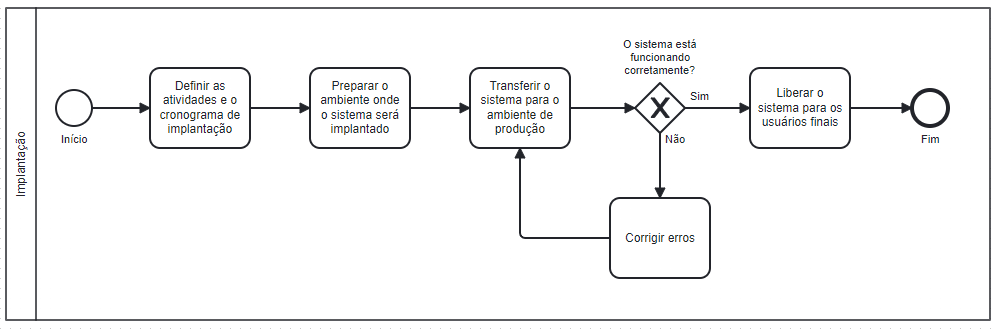 Implantação
Início
Definir as
atividades e o
cronograma de
implantação
Preparar o
ambiente onde
o sistema será
implantado
Transferir o
sistema para o
ambiente de
produção
O sistema está
funcionando
corretamente?
Sim
Não
Corrigir erros
Liberar o
sistema para os
usuários finais
Fim